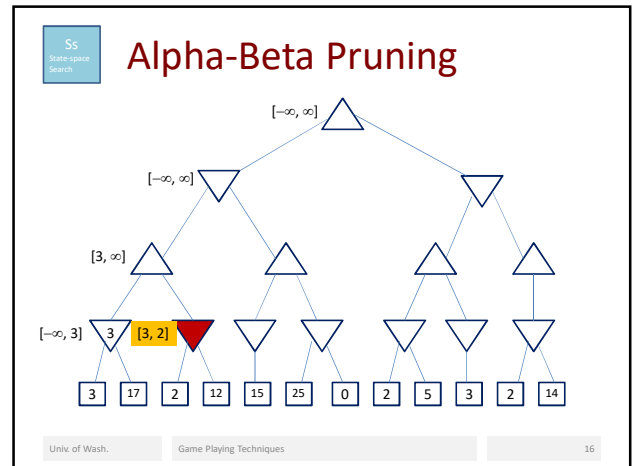 Ss
State-space
Search
Alpha-Beta Pruning
[−∞, ∞]
[−∞, ∞]
[3, ∞]
[−∞, 3] 3 [3, 2]
3 17 2 12 15 25 0 2 5 3 2 14
Univ. of Wash. Game Playing Techniques 16